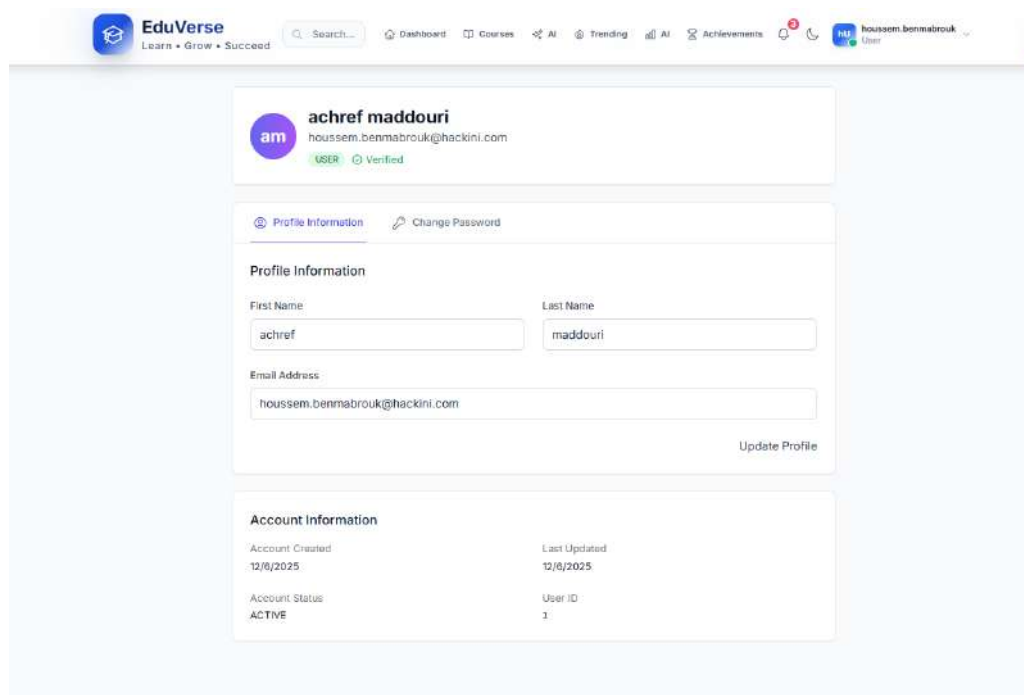 EduVerse
Learn • Grow • Succeed
Search...
Dashboard
Courses
AI
Trending
AI
Achievements
3
hU
houssem.benmabrouk
User
am
achref maddouri
houssem.benmabrouk@hackini.com
USER
Verified
Profile Information
Change Password
Profile Information
First Name
Last Name
achref
maddouri
Email Address
houssem.benmabrouk@hackini.com
Update Profile
Account Information
Account Created
Last Updated
12/6/2025
12/6/2025
Account Status
User ID
ACTIVE
1